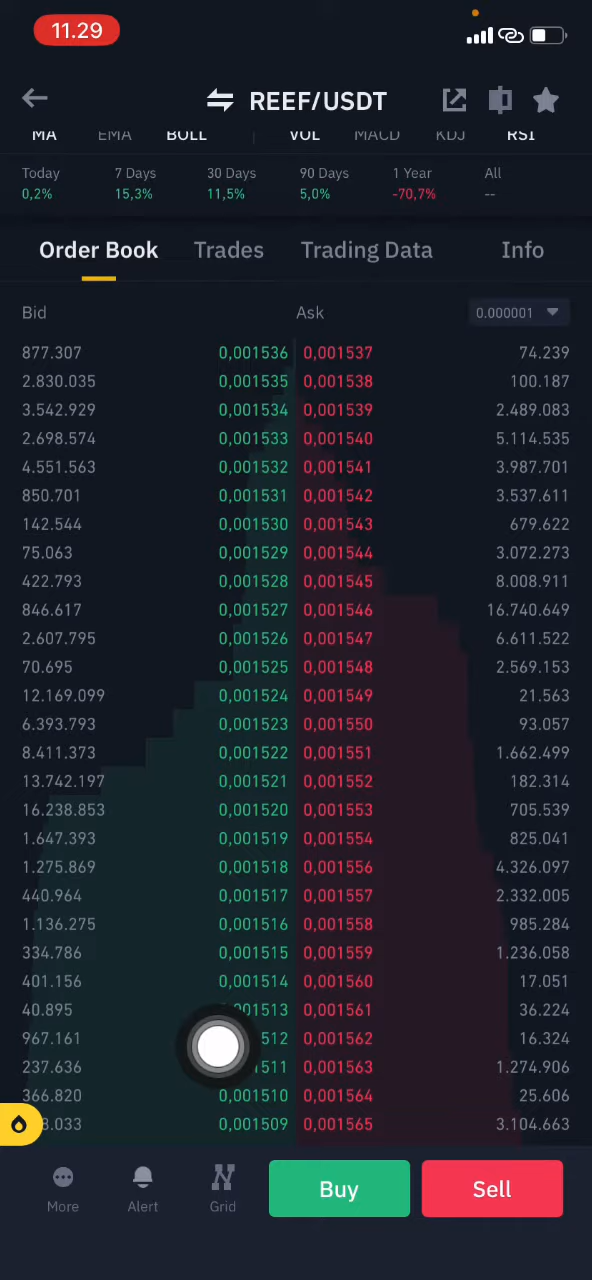 11.29
REEF/USDT
MA EMA BOLL VOL MACD KDJ RSI
Today 7 Days 30 Days 90 Days 1 Year All
0,2% 15,3% 11,5% 5,0% -70,7% --
Order Book Trades Trading Data Info
Bid Ask 0.000001
877.307 0,001536 0,001537 74.239
2.830.035 0,001535 0,001538 100.187
3.542.929 0,001534 0,001539 2.489.083
2.698.574 0,001533 0,001540 5.114.535
4.551.563 0,001532 0,001541 3.987.701
850.701 0,001531 0,001542 3.537.611
142.544 0,001530 0,001543 679.622
75.063 0,001529 0,001544 3.072.273
422.793 0,001528 0,001545 8.008.911
846.617 0,001527 0,001546 16.740.649
2.607.795 0,001526 0,001547 6.611.522
70.695 0,001525 0,001548 2.569.153
12.169.099 0,001524 0,001549 21.563
6.393.793 0,001523 0,001550 93.057
8.411.373 0,001522 0,001551 1.662.499
13.742.197 0,001521 0,001552 182.314
16.238.853 0,001520 0,001553 705.539
1.647.393 0,001519 0,001554 825.041
1.275.869 0,001518 0,001556 4.326.097
440.964 0,001517 0,001557 2.332.005
1.136.275 0,001516 0,001558 985.284
334.786 0,001515 0,001559 1.236.058
401.156 0,001514 0,001560 17.051
40.895 0,001513 0,001561 36.224
967.161 512 0,001562 16.324
237.636 1511 0,001563 1.274.906
366.820 0,001510 0,001564 25.606
8.033 0,001509 0,001565 3.104.663
More Alert Grid Buy Sell